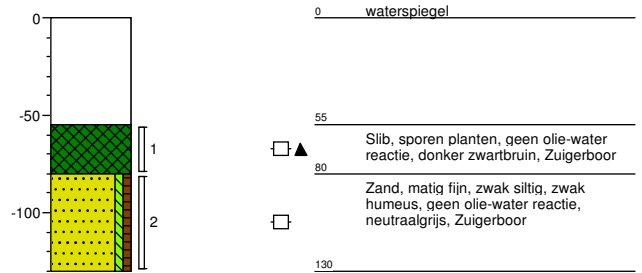 0
0
waterspiegel
-50
55
1
Slib, sporen planten, geen olie-water
reactie, donker zwartbruin, Zuigerboor
80
2
Zand, matig fijn, zwak siltig, zwak
humeus, geen olie-water reactie,
neutraalgrijs, Zuigerboor
-100
130